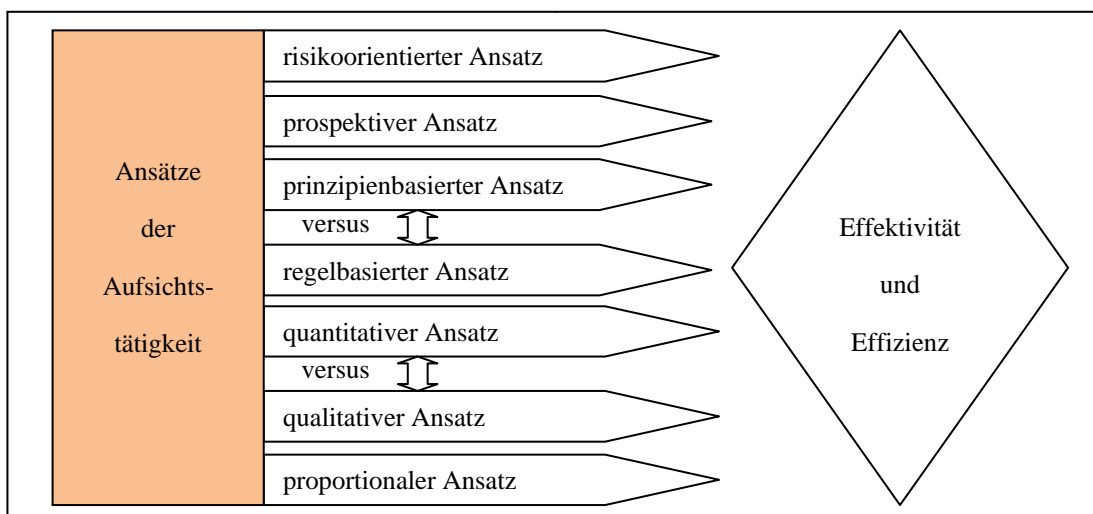 Ansätze
der
Aufsichts-
tätigkeit
risikoorientierter Ansatz
prospektiver Ansatz
prinzipienbasierter Ansatz
versus
regelbasierter Ansatz
quantitativer Ansatz
versus
qualitativer Ansatz
proportionaler Ansatz
Effektivität
und
Effizienz